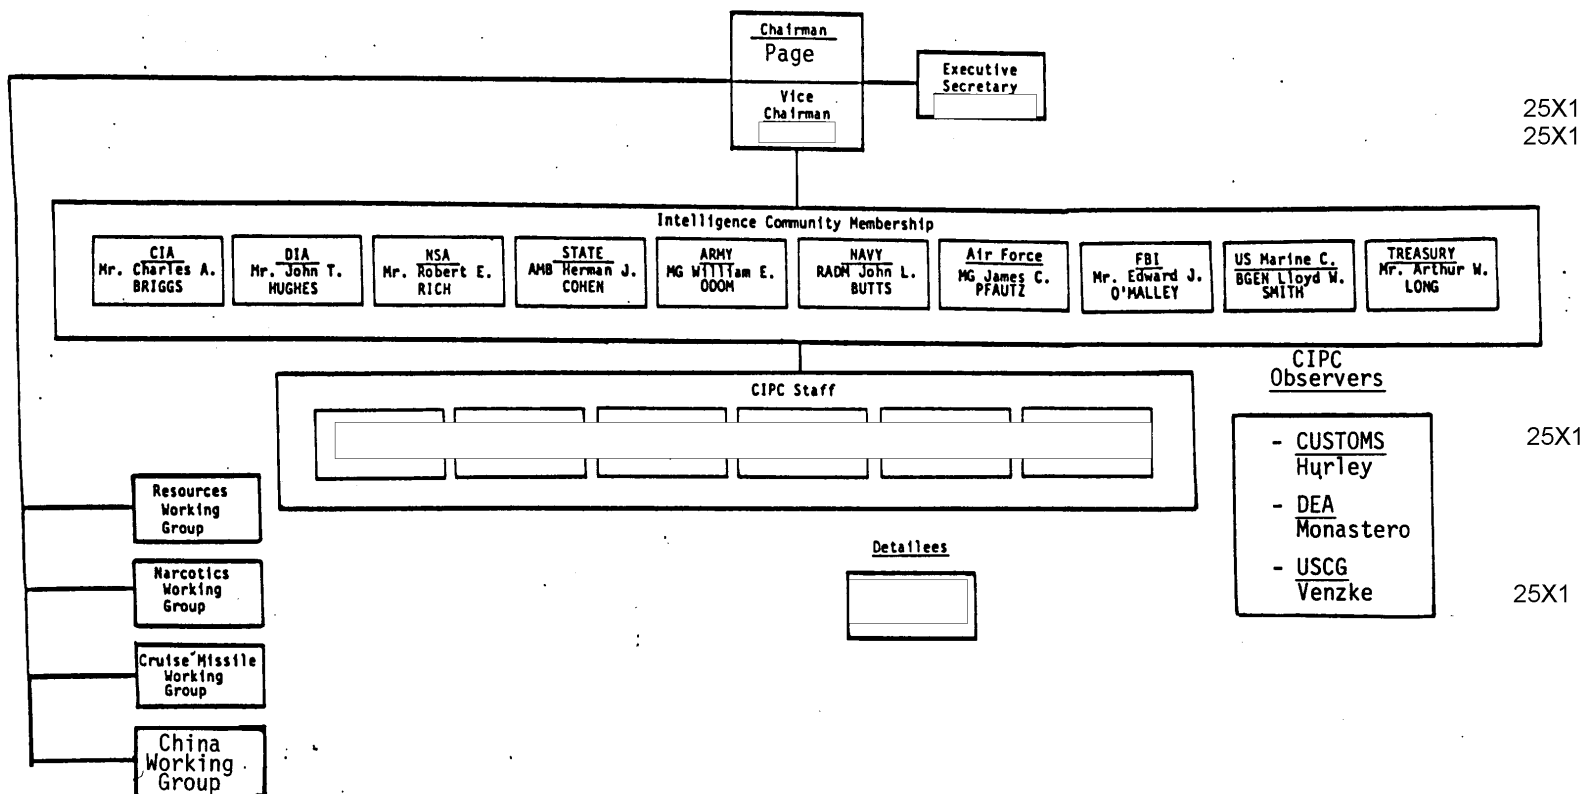 Chairman
Page
Vice
Chairman
Executive
Secretary
25X1
25X1
Intelligence Community Membership
CIA
Mr. Charles A.
BRIGGS
DIA
Mr. John T.
HUGHES
NSA
Mr. Robert E.
RICH
STATE
AMB Herman J.
COHEN
ARMY
MG William E.
ODOM
NAVY
RADM John L.
BUTTS
Air Force
MG James C.
PFAUTZ
FBI
Mr. Edward J.
O'MALLEY
US Marine C.
BGEN Lloyd W.
SMITH
TREASURY
Mr. Arthur W.
LONG
CIPC Staff
25X1
CIPC
Observers
- CUSTOMS
Hurley
- DEA
Monastero
- USCG
Venzke
25X1
Detailees
Resources
Working
Group
Narcotics
Working
Group
Cruise Missile
Working
Group
China
Working
Group